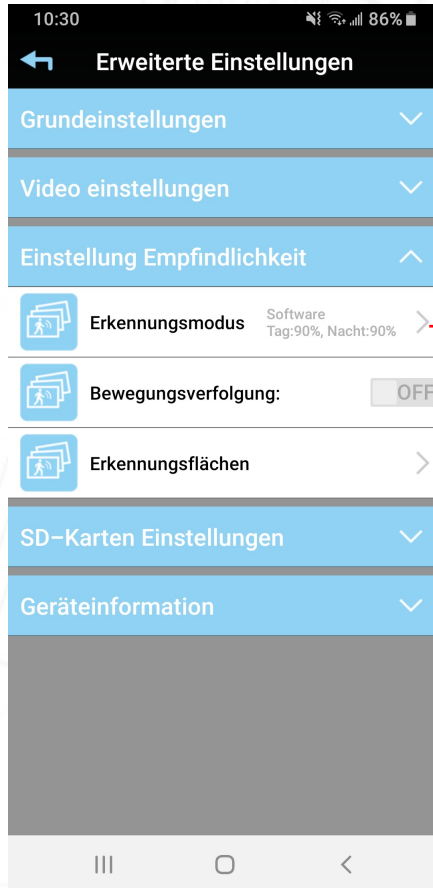 10:30 86%
Erweiterte Einstellungen
Grundeinstellungen
Video einstellungen
Einstellung Empfindlichkeit
Erkennungsmodus Software
Tag:90%, Nacht:90%
Bewegungsverfolgung: OFF
Erkennungsflächen
SD-Karten Einstellungen
Geräteinformation